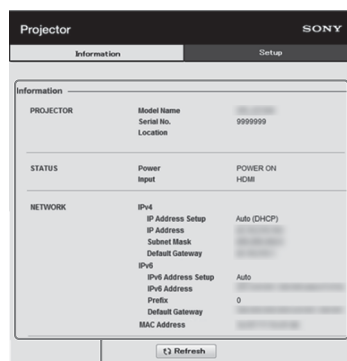 Projector SONY
Information Setup
Information
PROJECTOR Model Name
Serial No. 9999999
Location
STATUS Power POWER ON
Input HDMI
NETWORK IPv4
IP Address Setup Auto (DHCP)
IP Address
Subnet Mask
Default Gateway
IPv6
IPv6 Address Setup Auto
IPv6 Address
Prefix 0
Default Gateway
MAC Address
Refresh